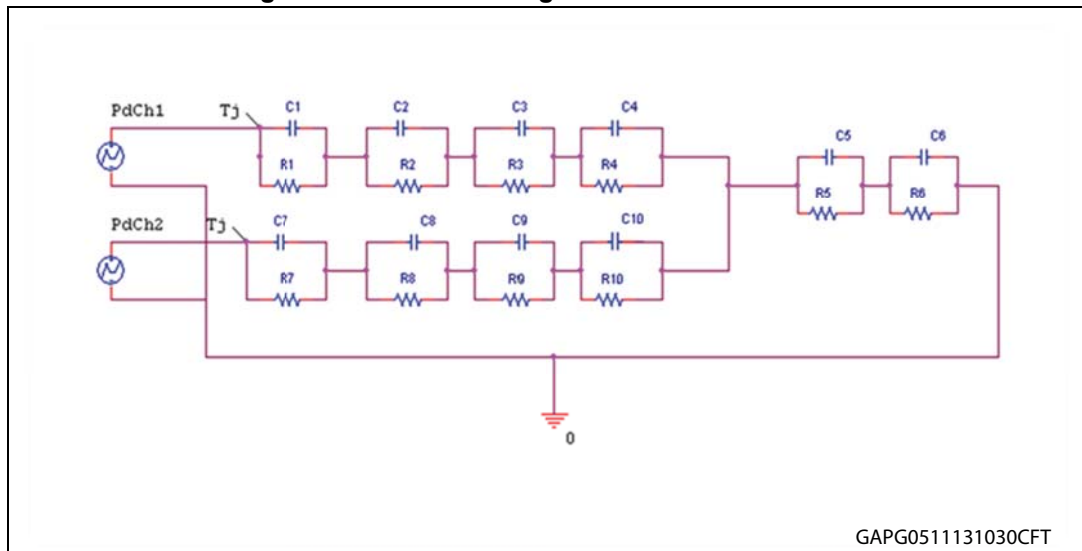 PdCh1
Tj
C1
C2
C3
C4
R1
R2
R3
R4
C5
C6
R5
R6
PdCh2
Tj
C7
C8
C9
C10
R7
R8
R9
R10
0
GAPG0511131030CFT